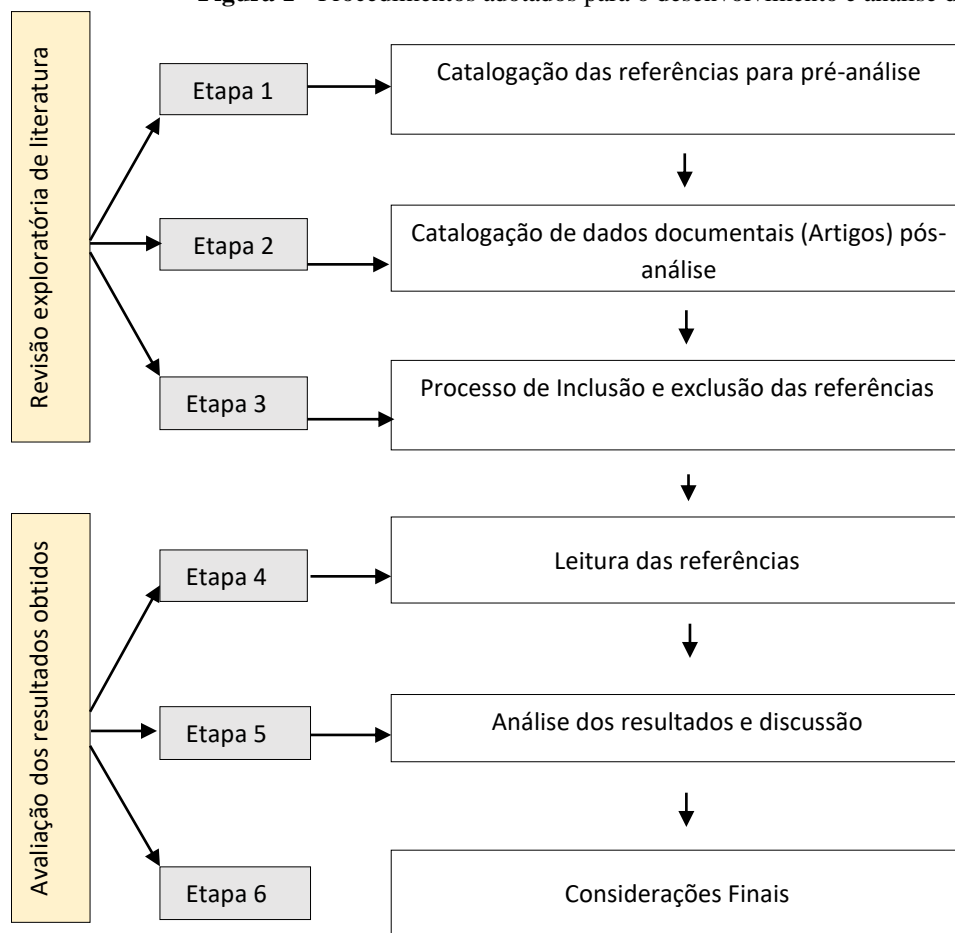 Figura 1 - Procedimentos adotados para o desenvolvimento e análise d
Revisão exploratória de literatura
Etapa 1
Catalogação das referências para pré-análise
Etapa 2
Catalogação de dados documentais (Artigos) pós-
análise
Etapa 3
Processo de Inclusão e exclusão das referências
Avaliação dos resultados obtidos
Etapa 4
Leitura das referências
Etapa 5
Análise dos resultados e discussão
Etapa 6
Considerações Finais